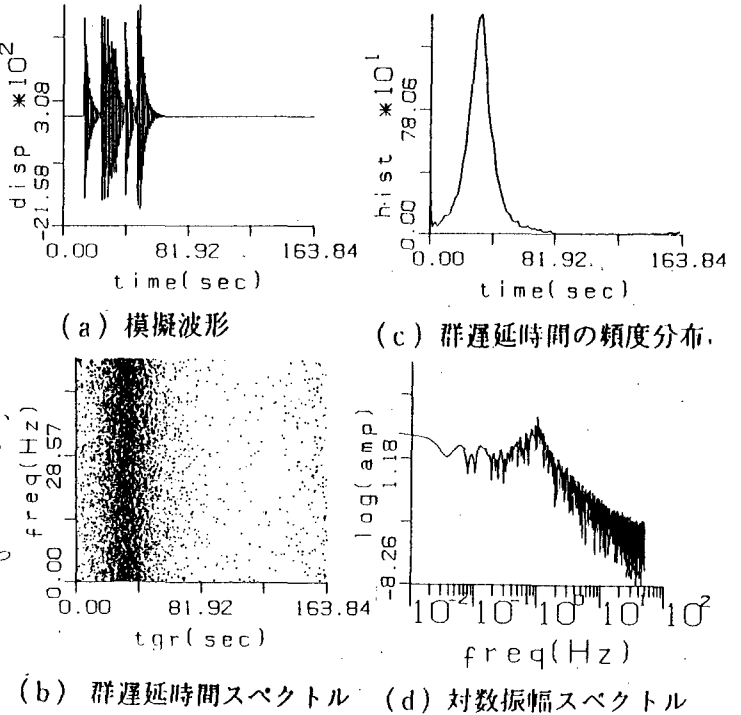 disp *10^2
3.08
-21.58
0.00 81.92 163.84
time(sec)
(a) 模擬波形
hist *10^1
78.06
0.00
0.00 81.92 163.84
time(sec)
(c) 群遅延時間の頻度分布
freq(Hz)
28.57
0.00
0.00 81.92 163.84
tgr(sec)
(b) 群遅延時間スペクトル
log(amp)
1.18
-8.26
10^-2 10^-1 10^0 10^1 10^2
freq(Hz)
(d) 対数振幅スペクトル